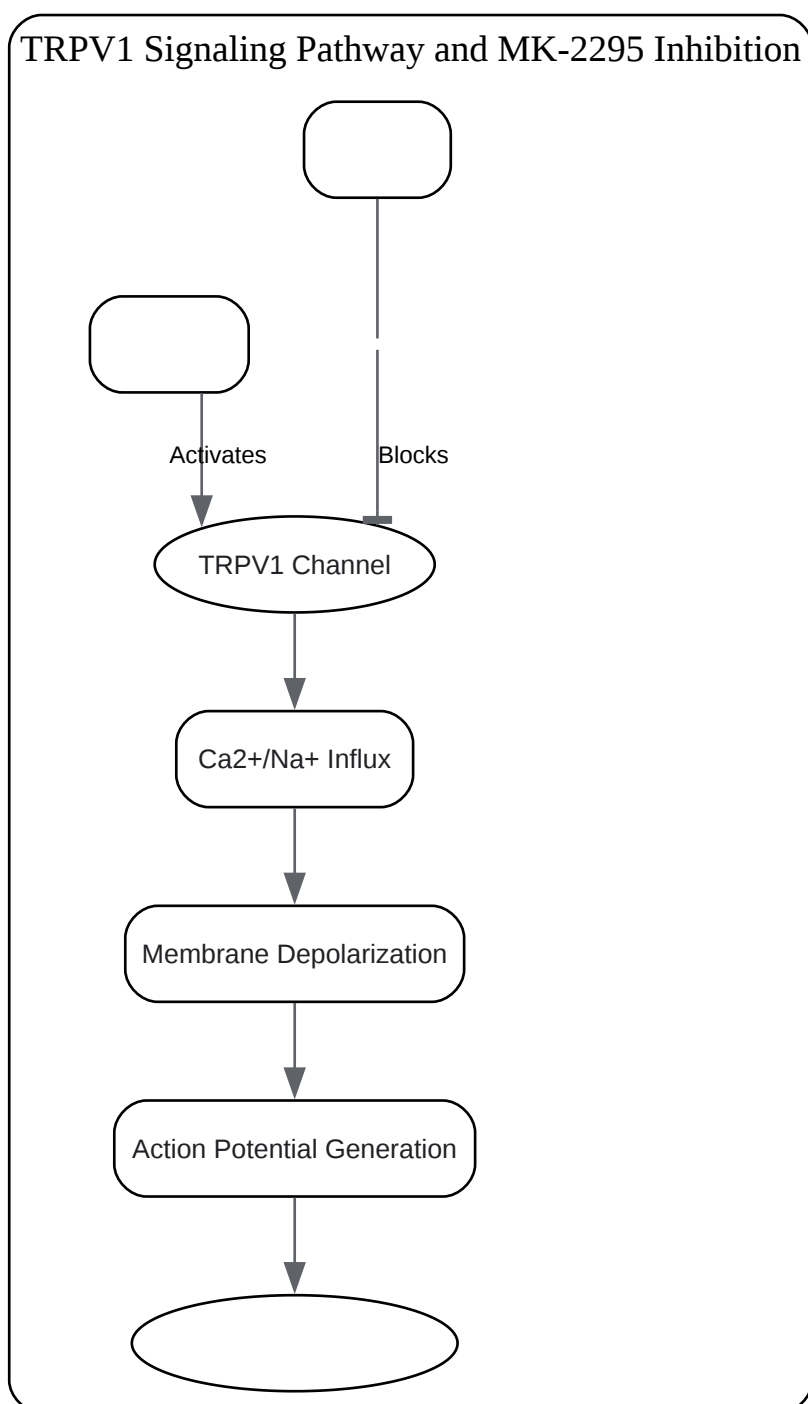 TRPV1 Signaling Pathway and MK-2295 Inhibition
Activates
Blocks
TRPV1 Channel
Ca2+/Na+ Influx
Membrane Depolarization
Action Potential Generation